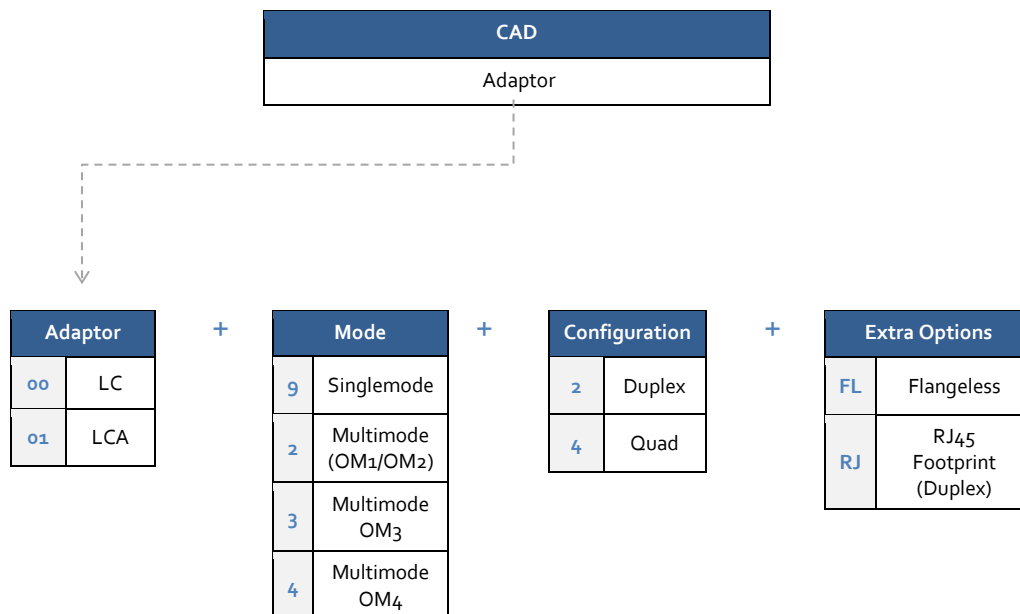 CAD
Adaptor
Adaptor + Mode + Configuration + Extra Options
00 LC
01 LCA
9 Singlemode
2 Multimode
(OM1/OM2)
3 Multimode
OM3
4 Multimode
OM4
2 Duplex
4 Quad
FL Flangeless
RJ RJ45
Footprint
(Duplex)